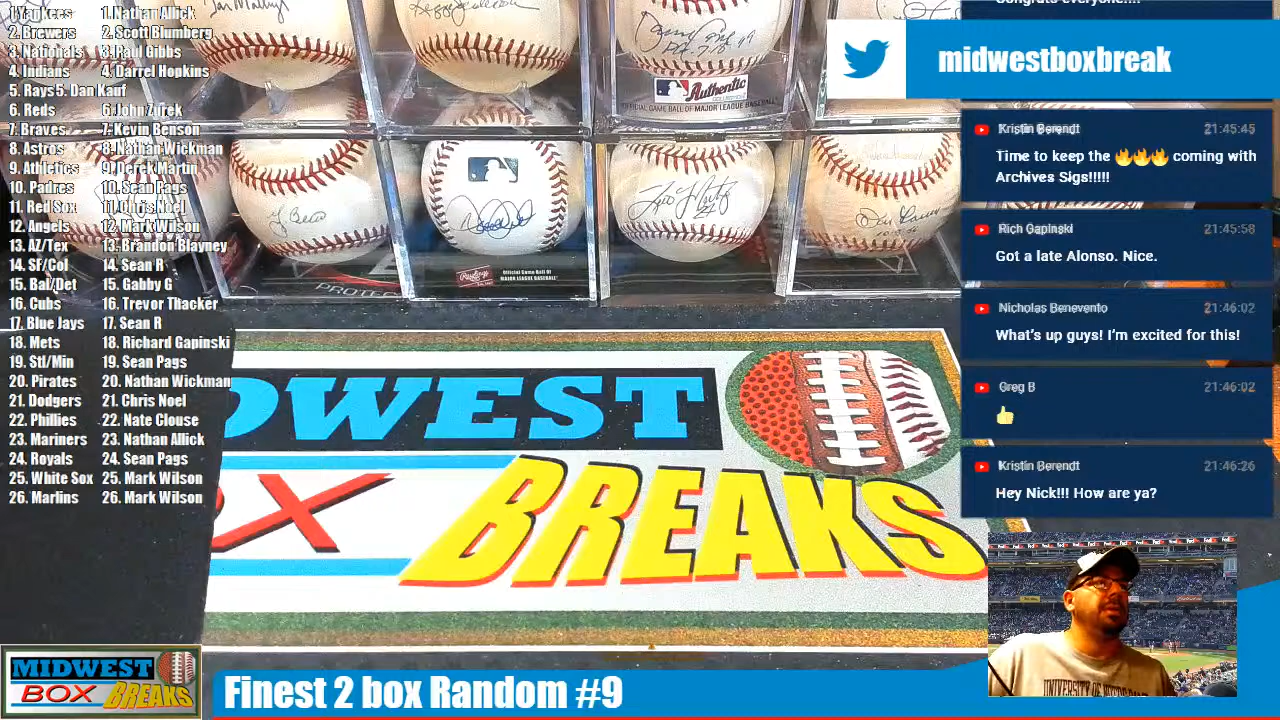 1. Yankees 1. Nathan Allick
2. Brewers 2. Scott Blumberg
3. Nationals 3. Paul Gibbs
4. Indians 4. Darrel Hopkins
5. Rays 5. Dan Kauf
6. Reds 6. John Zurek
7. Braves 7. Kevin Benson
8. Astros 8. Nathan Wickman
9. Athletics 9. Derek Martin
10. Padres 10. Sean Pags
11. Red Sox 11. Chris Noel
12. Angels 12. Mark Wilson
13. AZ/Tex 13. Brandon Blayney
14. SF/Col 14. Sean R
15. Bal/Det 15. Gabby G
16. Cubs 16. Trevor Thacker
17. Blue Jays 17. Sean R
18. Mets 18. Richard Gapinski
19. Stl/Min 19. Sean Pags
20. Pirates 20. Nathan Wickman
21. Dodgers 21. Chris Noel
22. Phillies 22. Nate Clouse
23. Mariners 23. Nathan Allick
24. Royals 24. Sean Pags
25. White Sox 25. Mark Wilson
26. Marlins 26. Mark Wilson
Authentic
OFFICIAL GAME BALL OF MAJOR LEAGUE BASEBALL
Rawlings
Official Game Ball Of
MAJOR LEAGUE BASEBALL
DWEST
OX
BREAKS
midwestboxbreak
Congrats everyone!!!!
Kristin Berendt 21:45:45
Time to keep the 🔥🔥🔥 coming with
Archives Sigs!!!!!
Rich Gapinski 21:45:58
Got a late Alonso. Nice.
Nicholas Benevento 21:46:02
What's up guys! I'm excited for this!
Greg B 21:46:02
👍
Kristin Berendt 21:46:26
Hey Nick!!! How are ya?
MIDWEST
BOX BREAKS
Finest 2 box Random #9